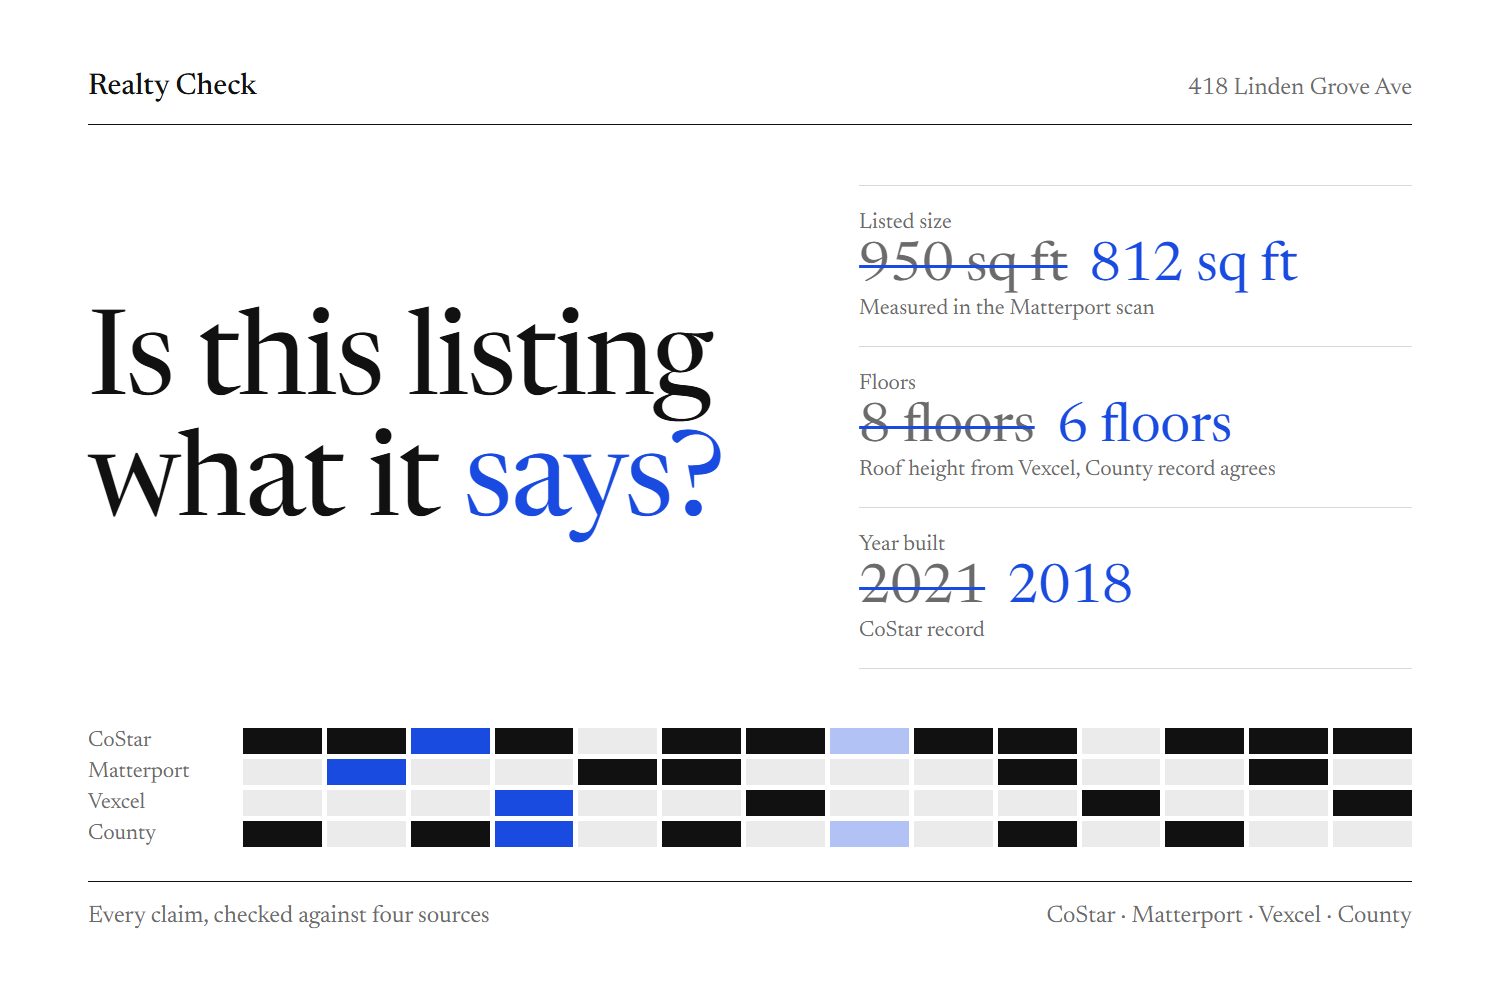 Realty Check
418 Linden Grove Ave
Is this listing
what it says?
Listed size
950 sq ft 812 sq ft
Measured in the Matterport scan
Floors
8 floors 6 floors
Roof height from Vexcel, County record agrees
Year built
2021 2018
CoStar record
CoStar
Matterport
Vexcel
County
Every claim, checked against four sources
CoStar · Matterport · Vexcel · County